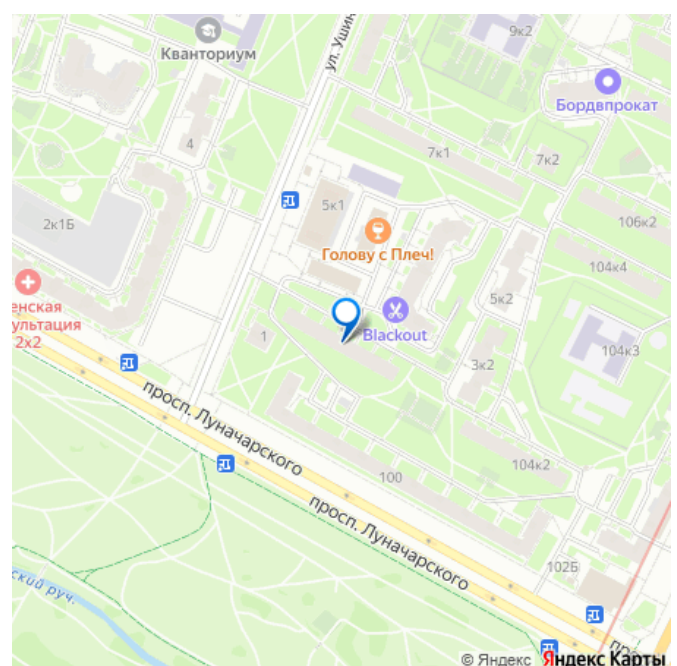 9к2
Кванториум
ул. Ушин
Бордвпрокат
4
7к1
7к2
5к1
2к1Б
106к2
Голову с Плеч!
104к4
5к2
енская
ультация
2х2
1
Blackout
104к3
3к2
просп. Луначарского
100
104к2
просп. Луначарского
102Б
ский руч.
© Яндекс Яндекс Карты